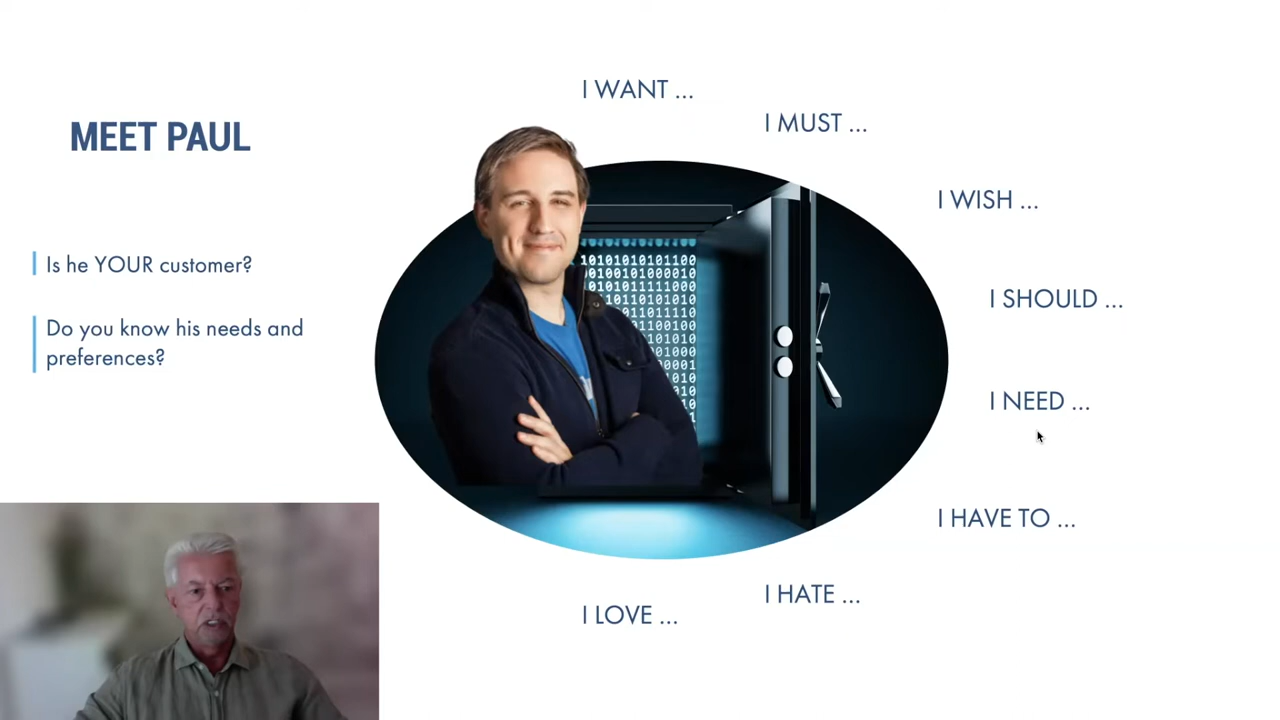 MEET PAUL
Is he YOUR customer?
Do you know his needs and
preferences?
I WANT ...
I MUST ...
I WISH ...
I SHOULD ...
I NEED ...
I HAVE TO ...
I HATE ...
I LOVE ...